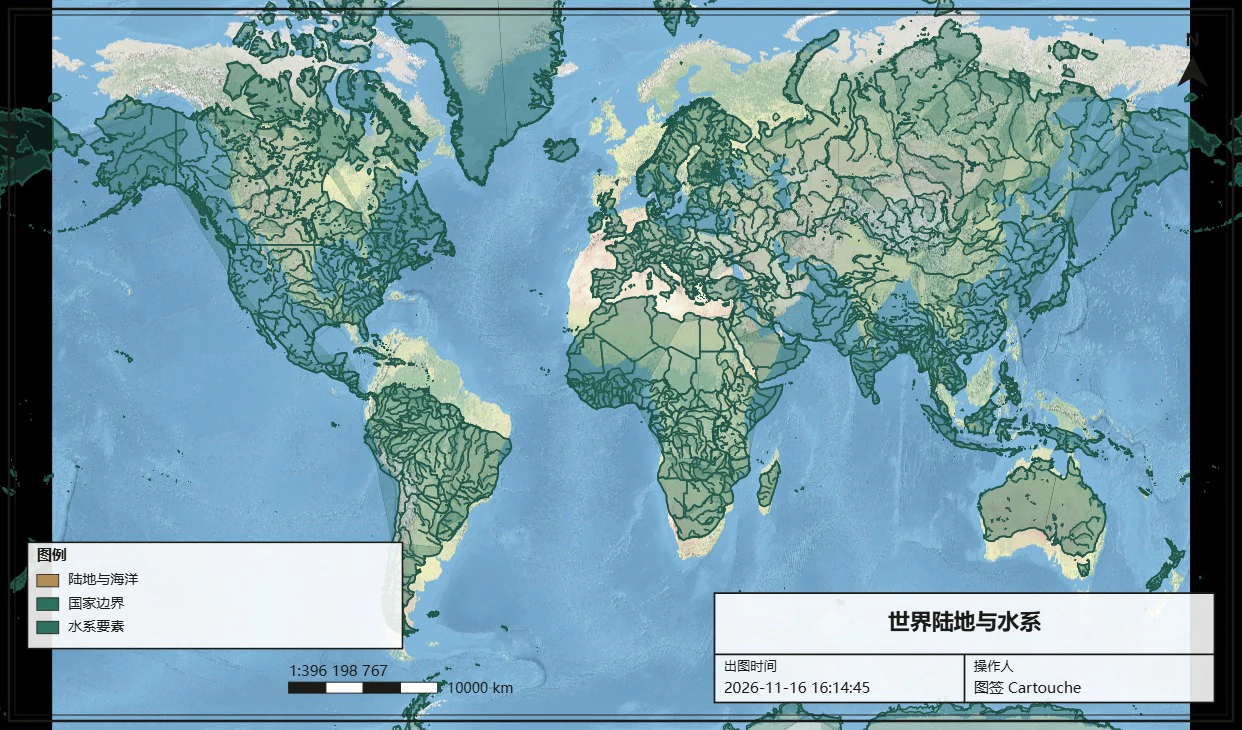 N
图例
陆地与海洋
国家边界
水系要素
1:396 198 767
10000 km
世界陆地与水系
出图时间
2026-11-16 16:14:45
操作人
图签 Cartouche